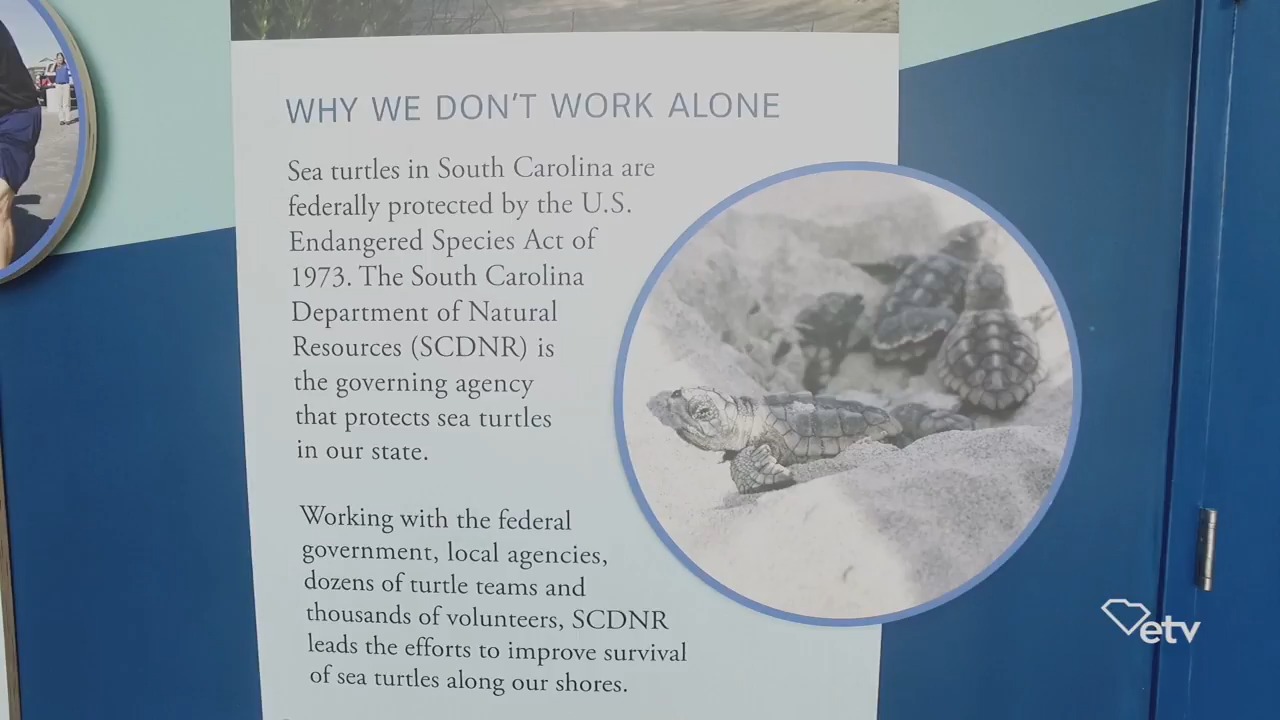 WHY WE DON'T WORK ALONE
Sea turtles in South Carolina are
federally protected by the U.S.
Endangered Species Act of
1973. The South Carolina
Department of Natural
Resources (SCDNR) is
the governing agency
that protects sea turtles
in our state.
Working with the federal
government, local agencies,
dozens of turtle teams and
thousands of volunteers, SCDNR
leads the efforts to improve survival
of sea turtles along our shores.
etv